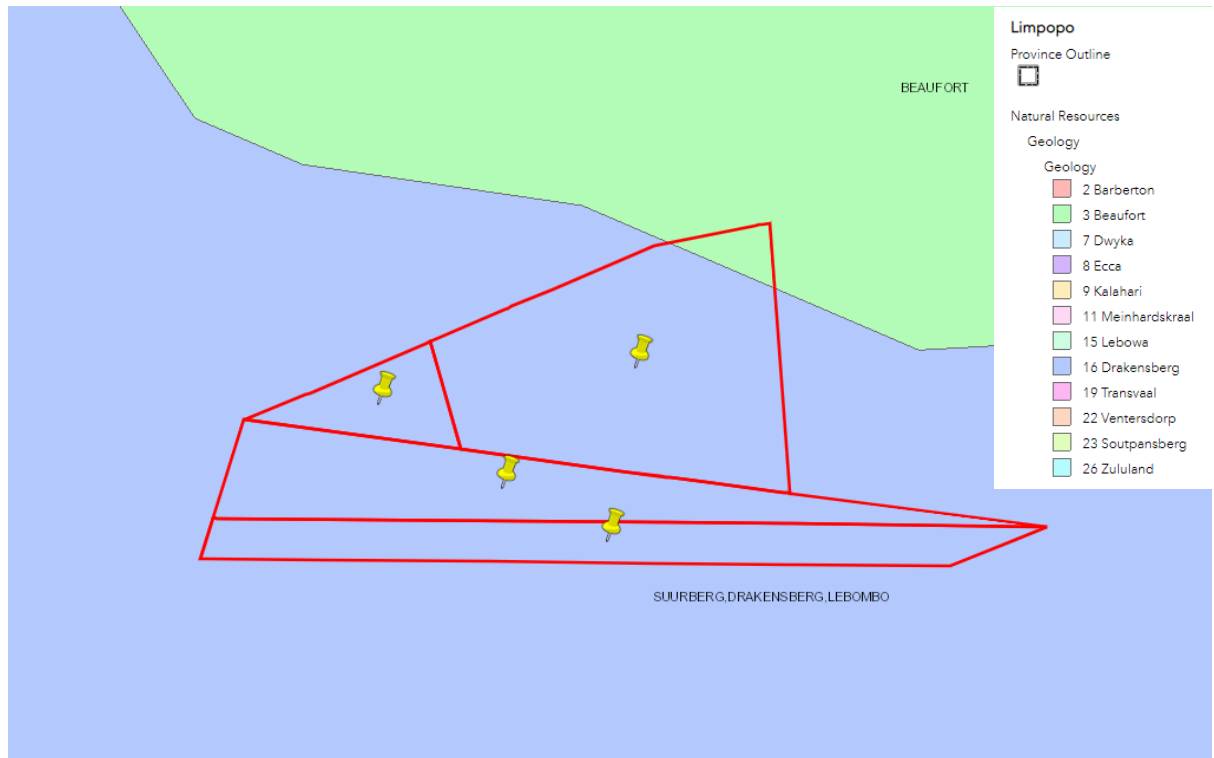 BEAUFORT
SUURBERG,DRAKENSBERG,LEBOMBO
Limpopo
Province Outline
Natural Resources
Geology
Geology
2 Barberton
3 Beaufort
7 Dwyka
8 Ecca
9 Kalahari
11 Meinhardskraal
15 Lebowa
16 Drakensberg
19 Transvaal
22 Ventersdorp
23 Soutpansberg
26 Zululand